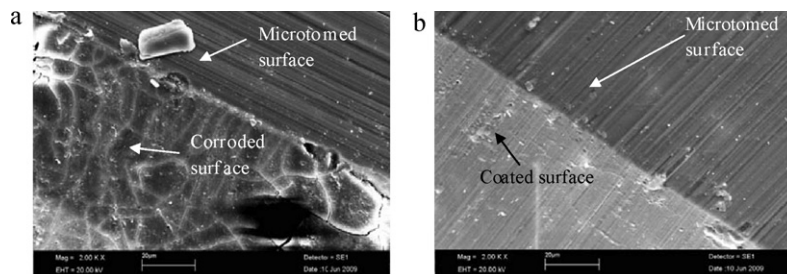 a
Microtomed
surface
Corroded
surface
Mag = 2.00 K X
20µm
Detector = SE1
EHT = 20.00 kV
Date :10 Jun 2009
b
Microtomed
surface
Coated surface
Mag = 2.00 K X
20µm
Detector = SE1
EHT = 20.00 kV
Date :10 Jun 2009